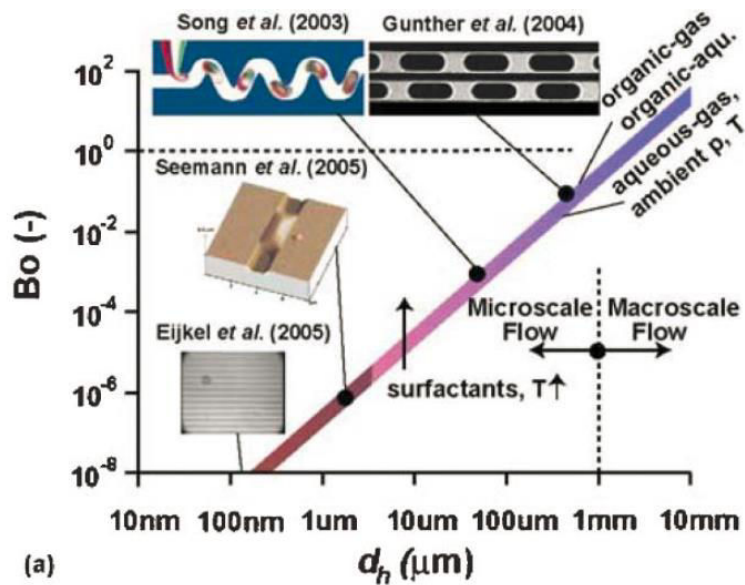 Song et al. (2003)
Gunther et al. (2004)
10²
10⁰
10⁻²
10⁻⁴
10⁻⁶
10⁻⁸
Bo (-)
organic-gas
organic-aqu.
aqueous-gas,
ambient p, T
Seemann et al. (2005)
Eijkel et al. (2005)
Microscale
Flow
Macroscale
Flow
surfactants, T↑
10nm
100nm
1um
10um
100um
1mm
10mm
(a)
dₕ (μm)